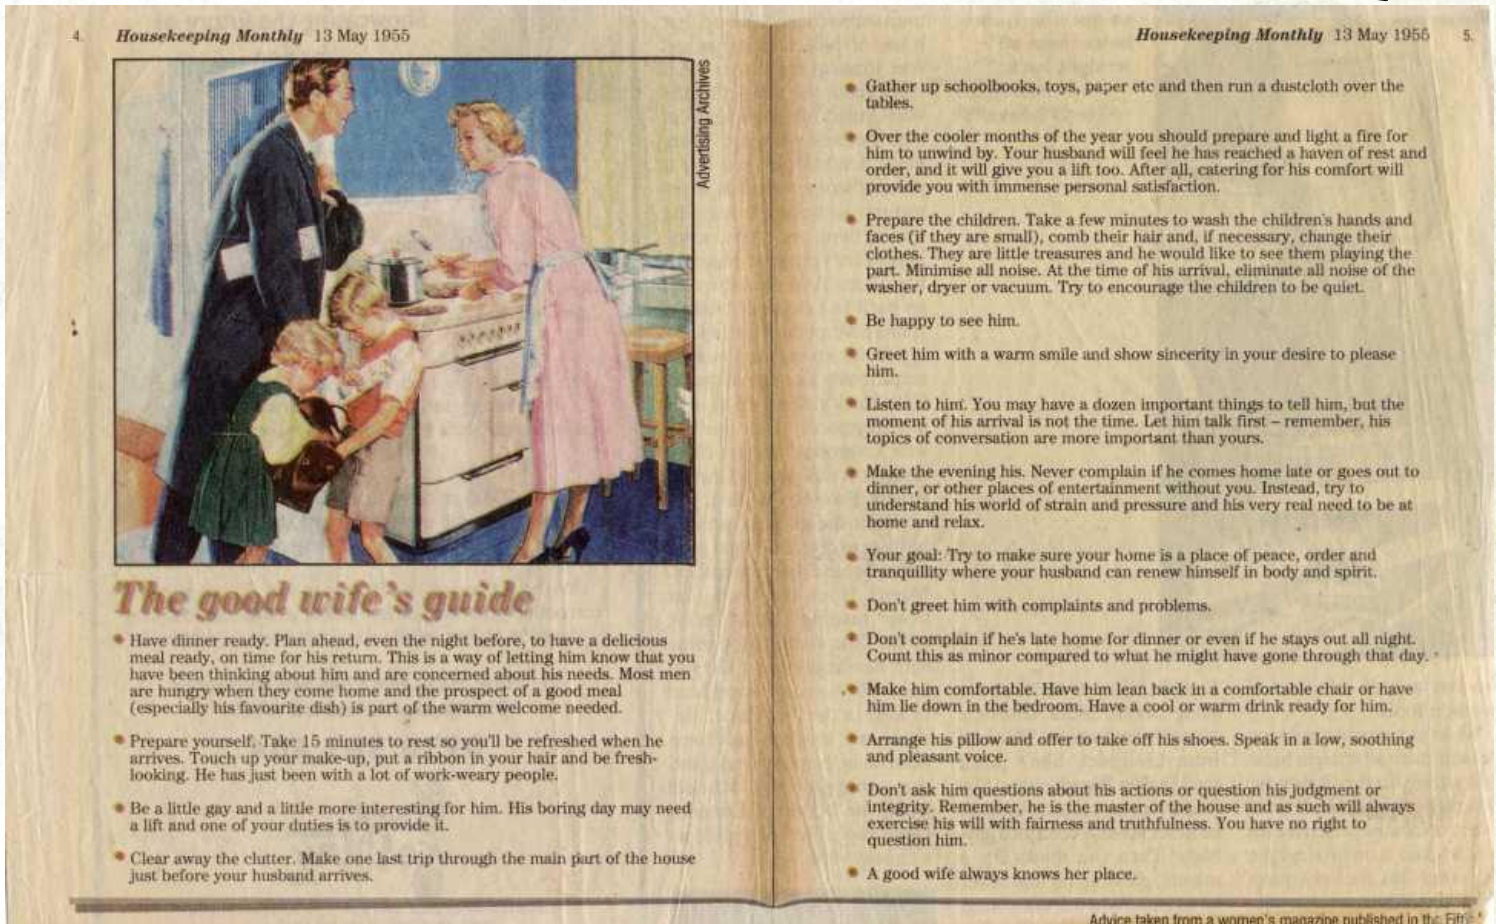 4. Housekeeping Monthly 13 May 1955
Advertising Archives
The good wife's guide
• Have dinner ready. Plan ahead, even the night before, to have a delicious
meal ready, on time for his return. This is a way of letting him know that you
have been thinking about him and are concerned about his needs. Most men
are hungry when they come home and the prospect of a good meal
(especially his favourite dish) is part of the warm welcome needed.
• Prepare yourself. Take 15 minutes to rest so you'll be refreshed when he
arrives. Touch up your make-up, put a ribbon in your hair and be fresh-
looking. He has just been with a lot of work-weary people.
• Be a little gay and a little more interesting for him. His boring day may need
a lift and one of your duties is to provide it.
• Clear away the clutter. Make one last trip through the main part of the house
just before your husband arrives.
Housekeeping Monthly 13 May 1955 5.
• Gather up schoolbooks, toys, paper etc and then run a dustcloth over the
tables.
• Over the cooler months of the year you should prepare and light a fire for
him to unwind by. Your husband will feel he has reached a haven of rest and
order, and it will give you a lift too. After all, catering for his comfort will
provide you with immense personal satisfaction.
• Prepare the children. Take a few minutes to wash the children's hands and
faces (if they are small), comb their hair and, if necessary, change their
clothes. They are little treasures and he would like to see them playing the
part. Minimise all noise. At the time of his arrival, eliminate all noise of the
washer, dryer or vacuum. Try to encourage the children to be quiet.
• Be happy to see him.
• Greet him with a warm smile and show sincerity in your desire to please
him.
• Listen to him. You may have a dozen important things to tell him, but the
moment of his arrival is not the time. Let him talk first – remember, his
topics of conversation are more important than yours.
• Make the evening his. Never complain if he comes home late or goes out to
dinner, or other places of entertainment without you. Instead, try to
understand his world of strain and pressure and his very real need to be at
home and relax.
• Your goal: Try to make sure your home is a place of peace, order and
tranquillity where your husband can renew himself in body and spirit.
• Don't greet him with complaints and problems.
• Don't complain if he's late home for dinner or even if he stays out all night.
Count this as minor compared to what he might have gone through that day.
• Make him comfortable. Have him lean back in a comfortable chair or have
him lie down in the bedroom. Have a cool or warm drink ready for him.
• Arrange his pillow and offer to take off his shoes. Speak in a low, soothing
and pleasant voice.
• Don't ask him questions about his actions or question his judgment or
integrity. Remember, he is the master of the house and as such will always
exercise his will with fairness and truthfulness. You have no right to
question him.
• A good wife always knows her place.
Advice taken from a women's magazine published in the